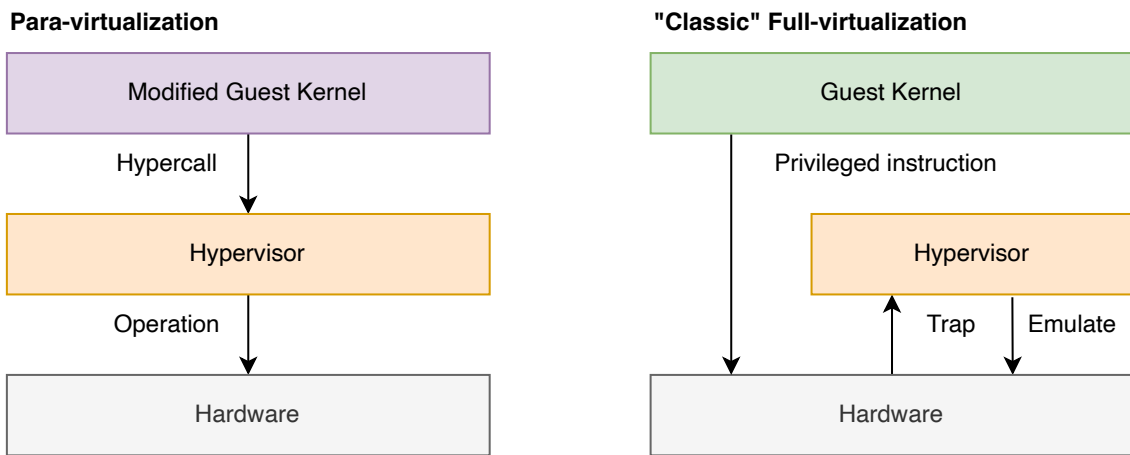 Para-virtualization
Modified Guest Kernel
Hypercall
Hypervisor
Operation
Hardware
"Classic" Full-virtualization
Guest Kernel
Privileged instruction
Hypervisor
Trap
Emulate
Hardware